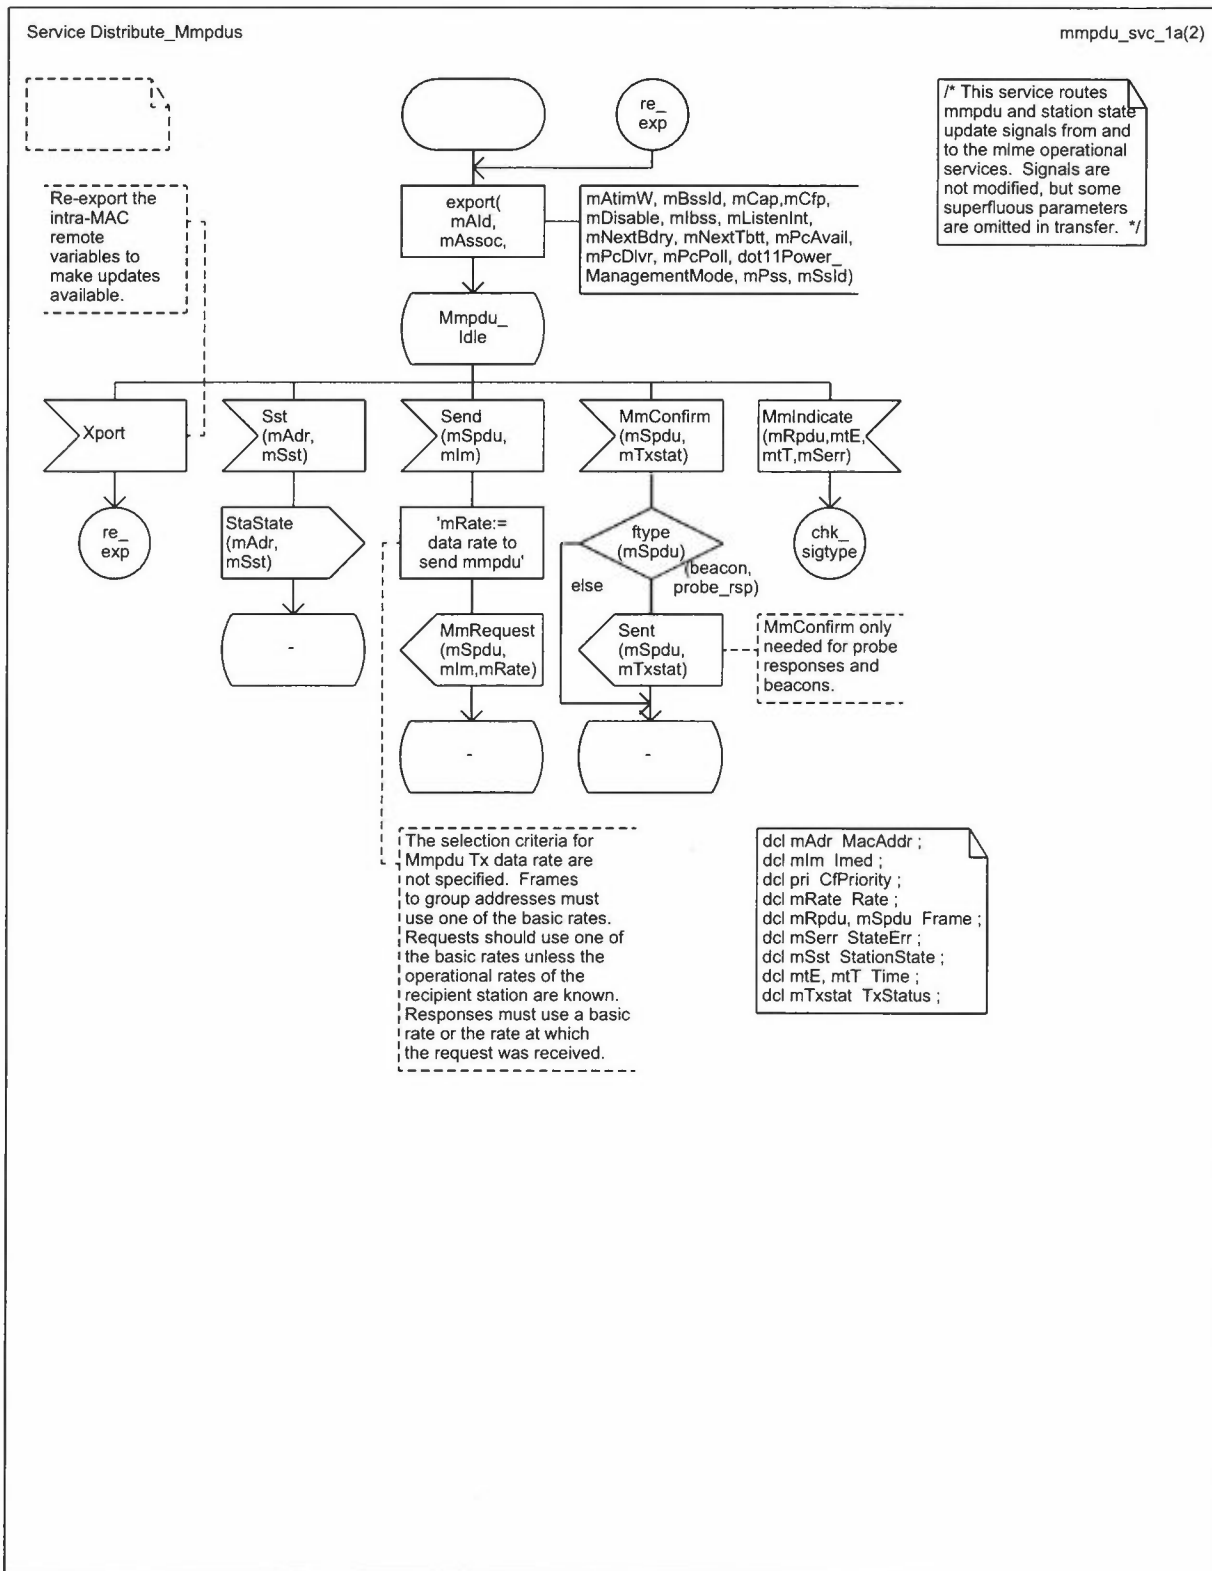 Service Distribute_Mmpdus
mmpdu_svc_1a(2)
re_
exp
/* This service routes
mmpdu and station state
update signals from and
to the mlme operational
services. Signals are
not modified, but some
superfluous parameters
are omitted in transfer. */
Re-export the
intra-MAC
remote
variables to
make updates
available.
export(
mAId,
mAssoc,
mAtimW, mBssId, mCap,mCfp,
mDisable, mIbss, mListenInt,
mNextBdry, mNextTbtt, mPcAvail,
mPcDlvr, mPcPoll, dot11Power_
ManagementMode, mPss, mSsId)
Mmpdu_
Idle
Xport
Sst
(mAdr,
mSst)
Send
(mSpdu,
mIm)
MmConfirm
(mSpdu,
mTxstat)
MmIndicate
(mRpdu,mtE,
mtT,mSerr)
re_
exp
StaState
(mAdr,
mSst)
'mRate:=
data rate to
send mmpdu'
ftype
(mSpdu)
else
(beacon,
probe_rsp)
chk_
sigtype
-
MmRequest
(mSpdu,
mIm,mRate)
Sent
(mSpdu,
mTxstat)
MmConfirm only
needed for probe
responses and
beacons.
-
-
The selection criteria for
Mmpdu Tx data rate are
not specified. Frames
to group addresses must
use one of the basic rates.
Requests should use one of
the basic rates unless the
operational rates of the
recipient station are known.
Responses must use a basic
rate or the rate at which
the request was received.
dcl mAdr MacAddr ;
dcl mIm Imed ;
dcl pri CfPriority ;
dcl mRate Rate ;
dcl mRpdu, mSpdu Frame ;
dcl mSerr StateErr ;
dcl mSst StationState ;
dcl mtE, mtT Time ;
dcl mTxstat TxStatus ;